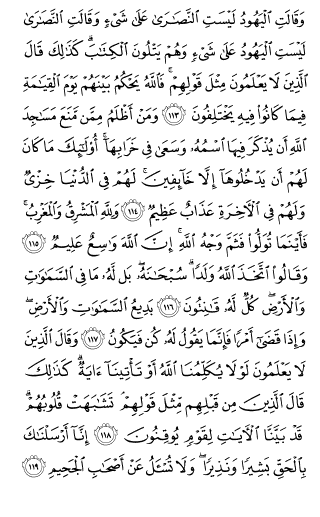 وَقَالَتِ ٱلۡيَهُودُ لَيۡسَتِ ٱلنَّصَٰرَىٰ عَلَىٰ شَيۡءٖ وَقَالَتِ ٱلنَّصَٰرَىٰ
لَيۡسَتِ ٱلۡيَهُودُ عَلَىٰ شَيۡءٖ وَهُمۡ يَتۡلُونَ ٱلۡكِتَٰبَۗ كَذَٰلِكَ قَالَ
ٱلَّذِينَ لَا يَعۡلَمُونَ مِثۡلَ قَوۡلِهِمۡۚ فَٱللَّهُ يَحۡكُمُ بَيۡنَهُمۡ يَوۡمَ ٱلۡقِيَٰمَةِ
فِيمَا كَانُواْ فِيهِ يَخۡتَلِفُونَ ١١٣ وَمَنۡ أَظۡلَمُ مِمَّن مَّنَعَ مَسَٰجِدَ
ٱللَّهِ أَن يُذۡكَرَ فِيهَا ٱسۡمُهُۥ وَسَعَىٰ فِي خَرَابِهَآۚ أُوْلَٰٓئِكَ مَا كَانَ
لَهُمۡ أَن يَدۡخُلُوهَآ إِلَّا خَآئِفِينَۚ لَهُمۡ فِي ٱلدُّنۡيَا خِزۡيٞ
وَلَهُمۡ فِي ٱلۡأٓخِرَةِ عَذَابٌ عَظِيمٞ ١١٤ وَلِلَّهِ ٱلۡمَشۡرِقُ وَٱلۡمَغۡرِبُۚ
فَأَيۡنَمَا تُوَلُّواْ فَثَمَّ وَجۡهُ ٱللَّهِۚ إِنَّ ٱللَّهَ وَٰسِعٌ عَلِيمٞ ١١٥
وَقَالُواْ ٱتَّخَذَ ٱللَّهُ وَلَدٗاۗ سُبۡحَٰنَهُۥۖ بَل لَّهُۥ مَا فِي ٱلسَّمَٰوَٰتِ
وَٱلۡأَرۡضِۖ كُلّٞ لَّهُۥ قَٰنِتُونَ ١١٦ بَدِيعُ ٱلسَّمَٰوَٰتِ وَٱلۡأَرۡضِۖ
وَإِذَا قَضَىٰٓ أَمۡرٗا فَإِنَّمَا يَقُولُ لَهُۥ كُن فَيَكُونُ ١١٧ وَقَالَ ٱلَّذِينَ
لَا يَعۡلَمُونَ لَوۡلَا يُكَلِّمُنَا ٱللَّهُ أَوۡ تَأۡتِينَآ ءَايَةٞۗ كَذَٰلِكَ
قَالَ ٱلَّذِينَ مِن قَبۡلِهِم مِّثۡلَ قَوۡلِهِمۡۘ تَشَٰبَهَتۡ قُلُوبُهُمۡۗ
قَدۡ بَيَّنَّا ٱلۡأٓيَٰتِ لِقَوۡمٖ يُوقِنُونَ ١١٨ إِنَّآ أَرۡسَلۡنَٰكَ
بِٱلۡحَقِّ بَشِيرٗا وَنَذِيرٗاۖ وَلَا تُسۡـَٔلُ عَنۡ أَصۡحَٰبِ ٱلۡجَحِيمِ ١١٩